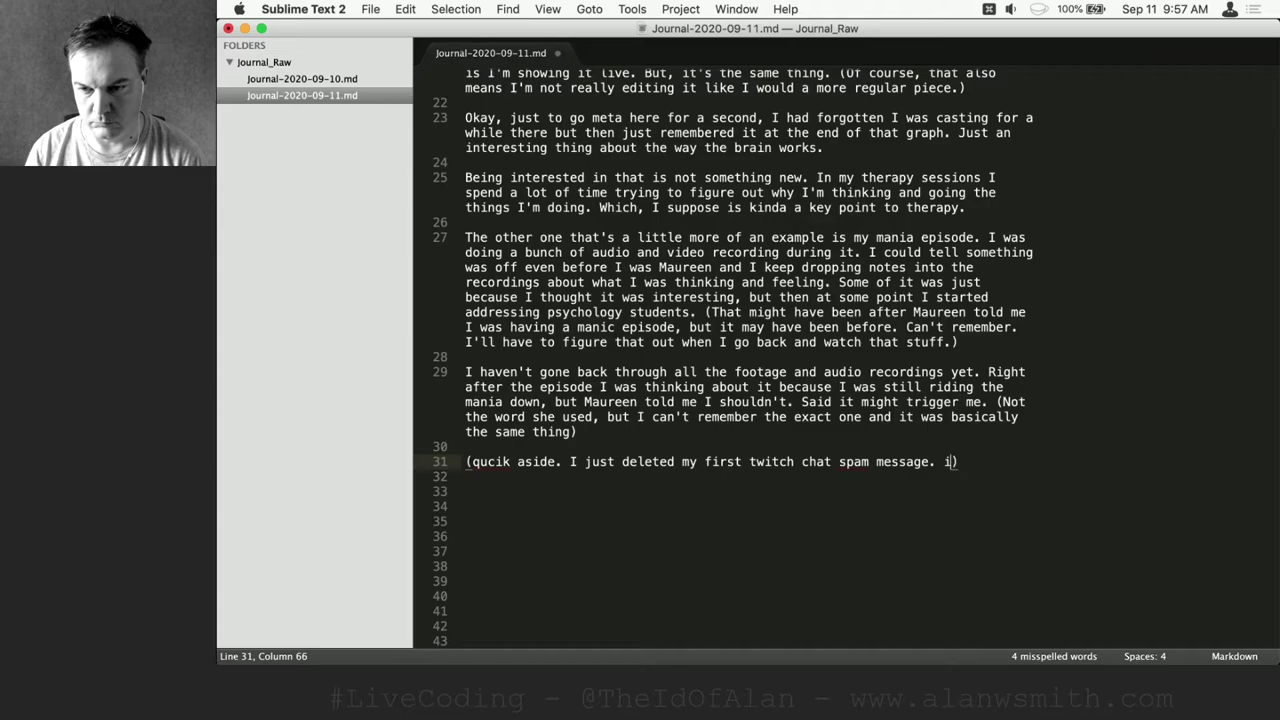 Sublime Text 2 File Edit Selection Find View Goto Tools Project Window Help 100% Sep 11 9:57 AM
Journal-2020-09-11.md — Journal_Raw
FOLDERS
Journal_Raw
Journal-2020-09-10.md
Journal-2020-09-11.md
Journal-2020-09-11.md
is I'm showing it live. But, it's the same thing. (Of course, that also
means I'm not really editing it like I would a more regular piece.)
22
23 Okay, just to go meta here for a second, I had forgotten I was casting for a
while there but then just remembered it at the end of that graph. Just an
interesting thing about the way the brain works.
24
25 Being interested in that is not something new. In my therapy sessions I
spend a lot of time trying to figure out why I'm thinking and going the
things I'm doing. Which, I suppose is kinda a key point to therapy.
26
27 The other one that's a little more of an example is my mania episode. I was
doing a bunch of audio and video recording during it. I could tell something
was off even before I was Maureen and I keep dropping notes into the
recordings about what I was thinking and feeling. Some of it was just
because I thought it was interesting, but then at some point I started
addressing psychology students. (That might have been after Maureen told me
I was having a manic episode, but it may have been before. Can't remember.
I'll have to figure that out when I go back and watch that stuff.)
28
29 I haven't gone back through all the footage and audio recordings yet. Right
after the episode I was thinking about it because I was still riding the
mania down, but Maureen told me I shouldn't. Said it might trigger me. (Not
the word she used, but I can't remember the exact one and it was basically
the same thing)
30
31 (qucik aside. I just deleted my first twitch chat spam message. i)
32
33
34
35
36
37
38
39
40
41
42
43
Line 31, Column 66 4 misspelled words Spaces: 4 Markdown
#LiveCoding - @TheIdOfAlan - www.alanwsmith.com